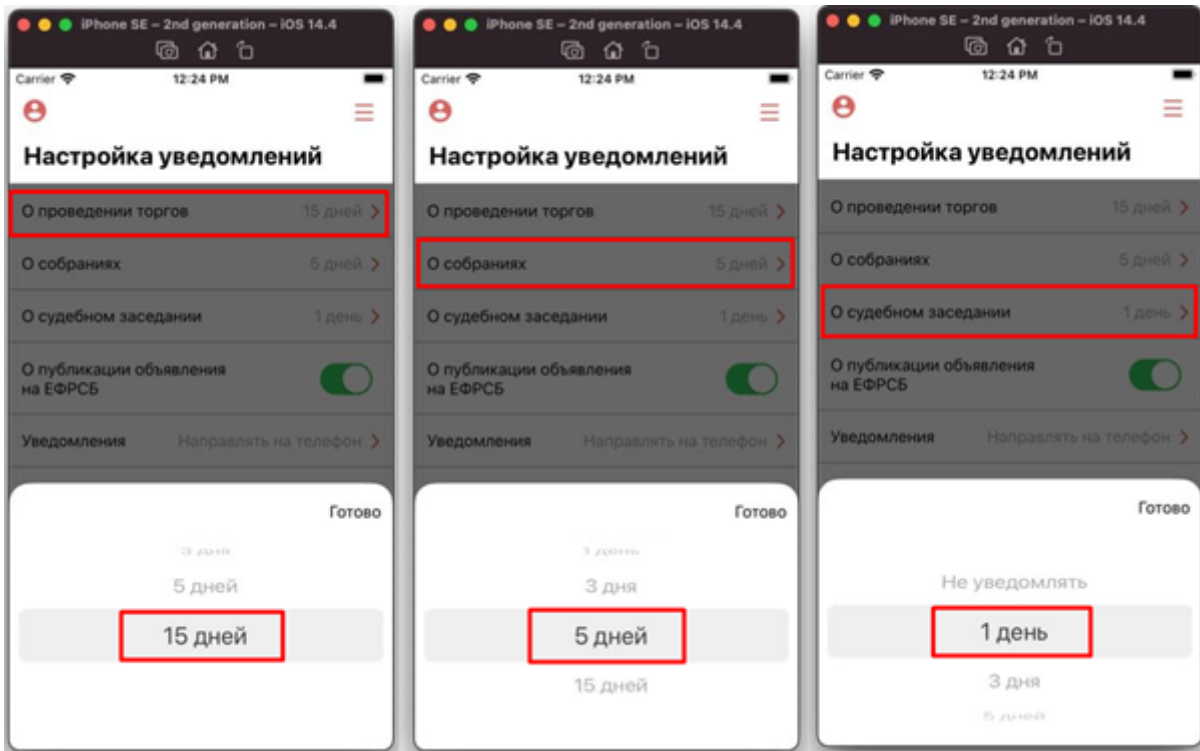 iPhone SE – 2nd generation – iOS 14.4
Carrier 12:24 PM
Настройка уведомлений
О проведении торгов 15 дней
О собраниях 5 дней
О судебном заседании 1 день
О публикации объявления
на ЕФРСБ
Уведомления Направлять на телефон
Готово
3 дня
5 дней
15 дней
iPhone SE – 2nd generation – iOS 14.4
Carrier 12:24 PM
Настройка уведомлений
О проведении торгов 15 дней
О собраниях 5 дней
О судебном заседании 1 день
О публикации объявления
на ЕФРСБ
Уведомления Направлять на телефон
Готово
1 день
3 дня
5 дней
15 дней
iPhone SE – 2nd generation – iOS 14.4
Carrier 12:24 PM
Настройка уведомлений
О проведении торгов 15 дней
О собраниях 5 дней
О судебном заседании 1 день
О публикации объявления
на ЕФРСБ
Уведомления Направлять на телефон
Готово
Не уведомлять
1 день
3 дня
5 дней